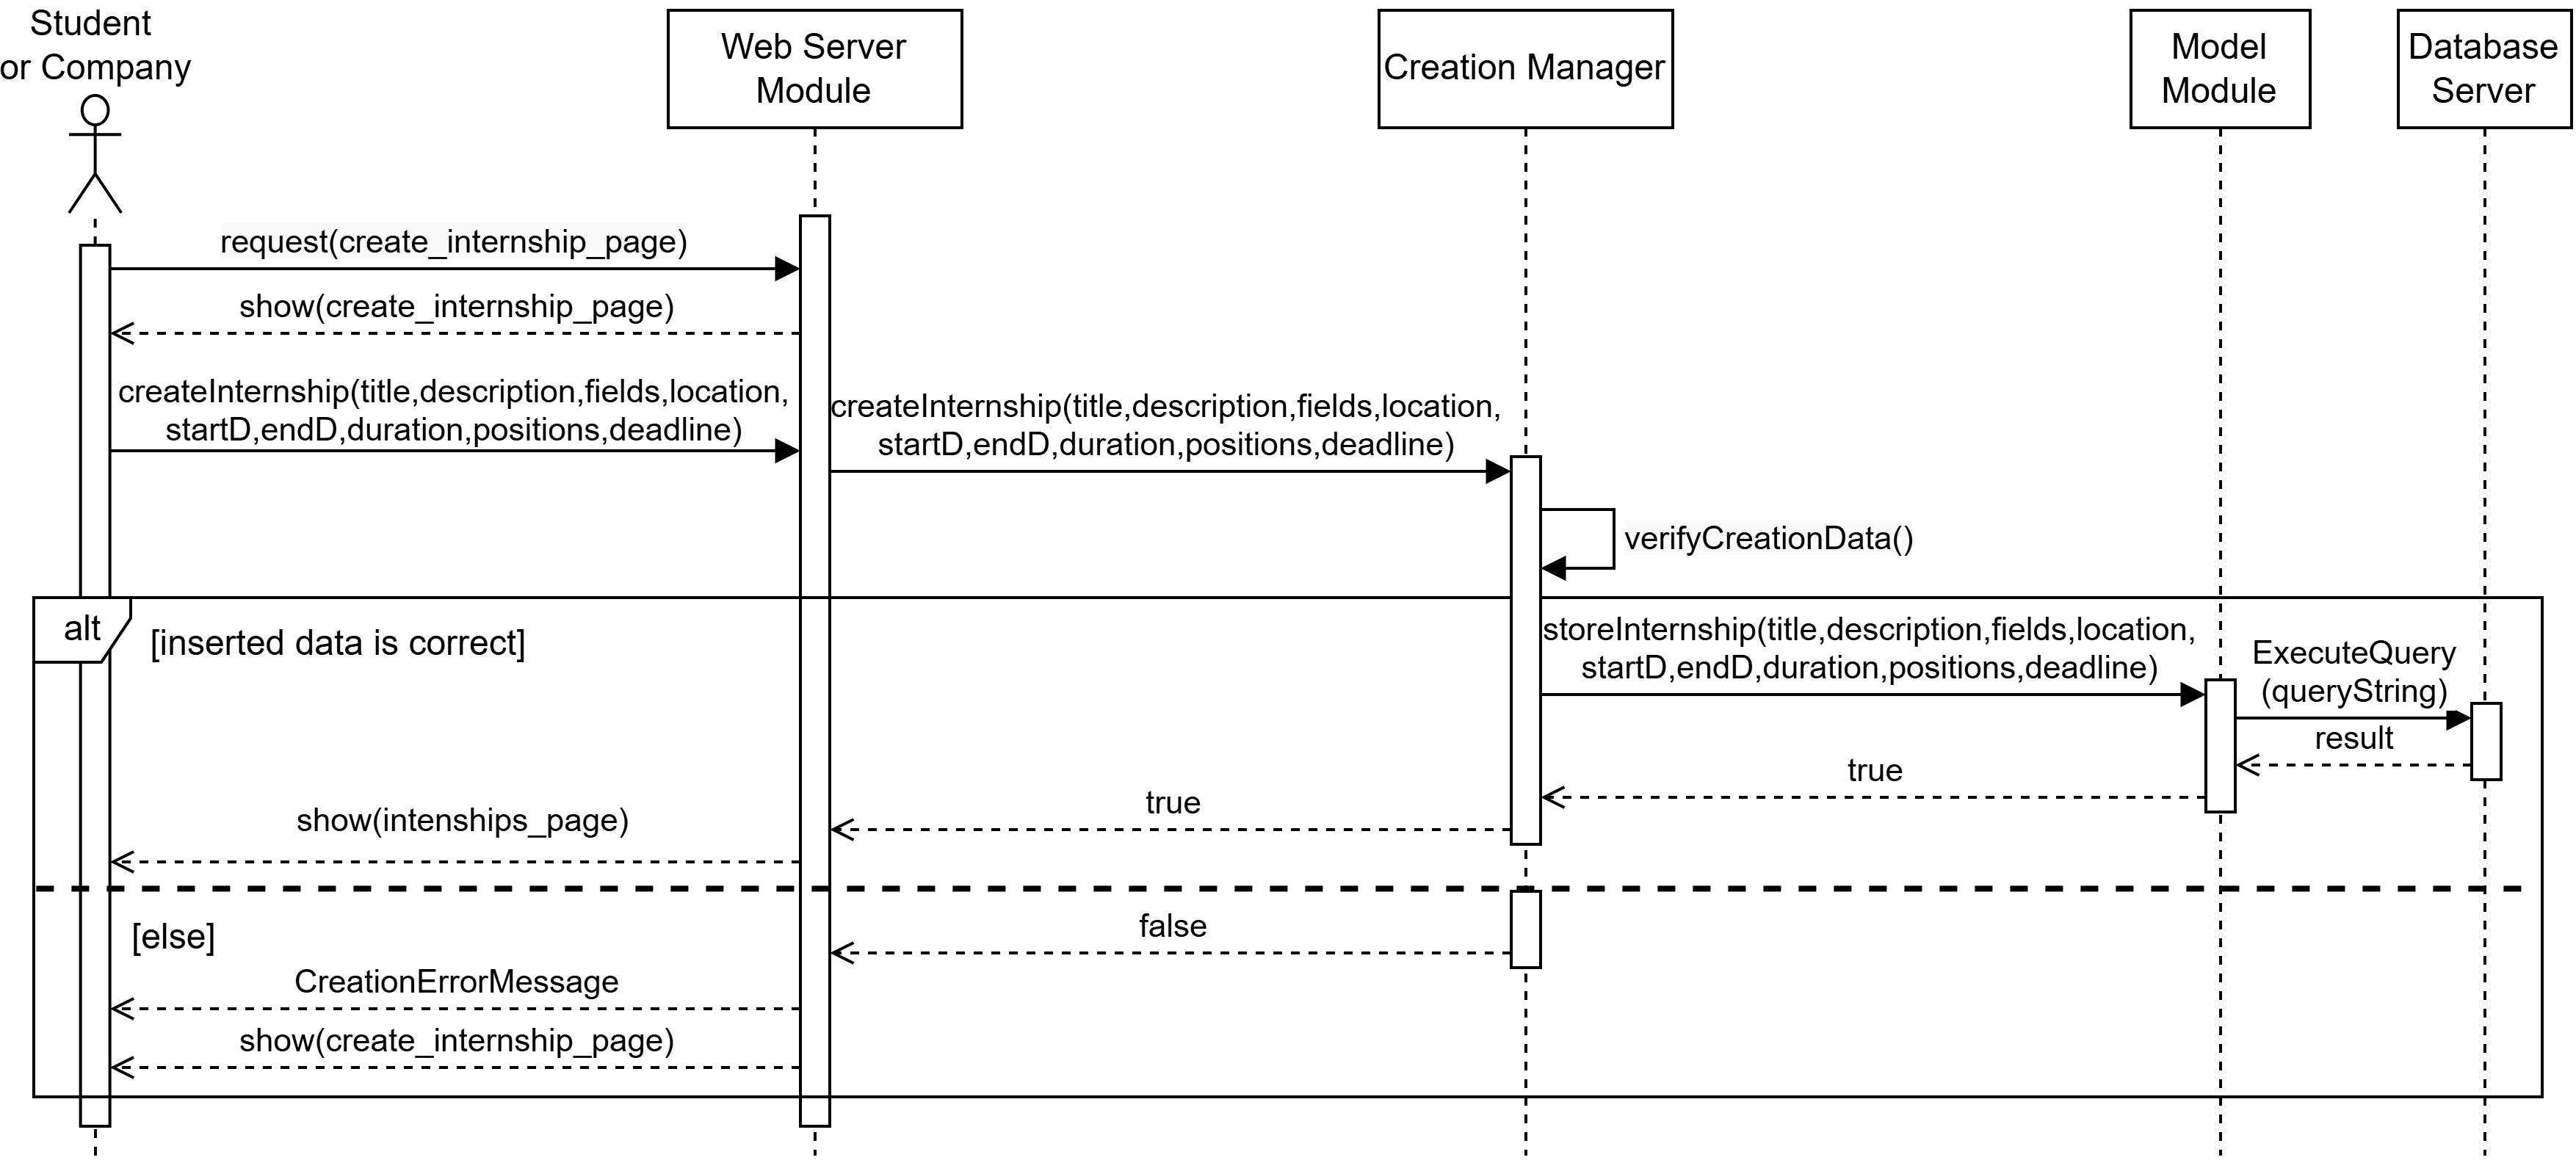 Student
or Company
Web Server
Module
Creation Manager
Model
Module
Database
Server
request(create_internship_page)
show(create_internship_page)
createInternship(title,description,fields,location,
startD,endD,duration,positions,deadline)
createInternship(title,description,fields,location,
startD,endD,duration,positions,deadline)
verifyCreationData()
alt
[inserted data is correct]
storeInternship(title,description,fields,location,
startD,endD,duration,positions,deadline)
ExecuteQuery
(queryString)
result
true
true
show(intenships_page)
[else]
false
CreationErrorMessage
show(create_internship_page)